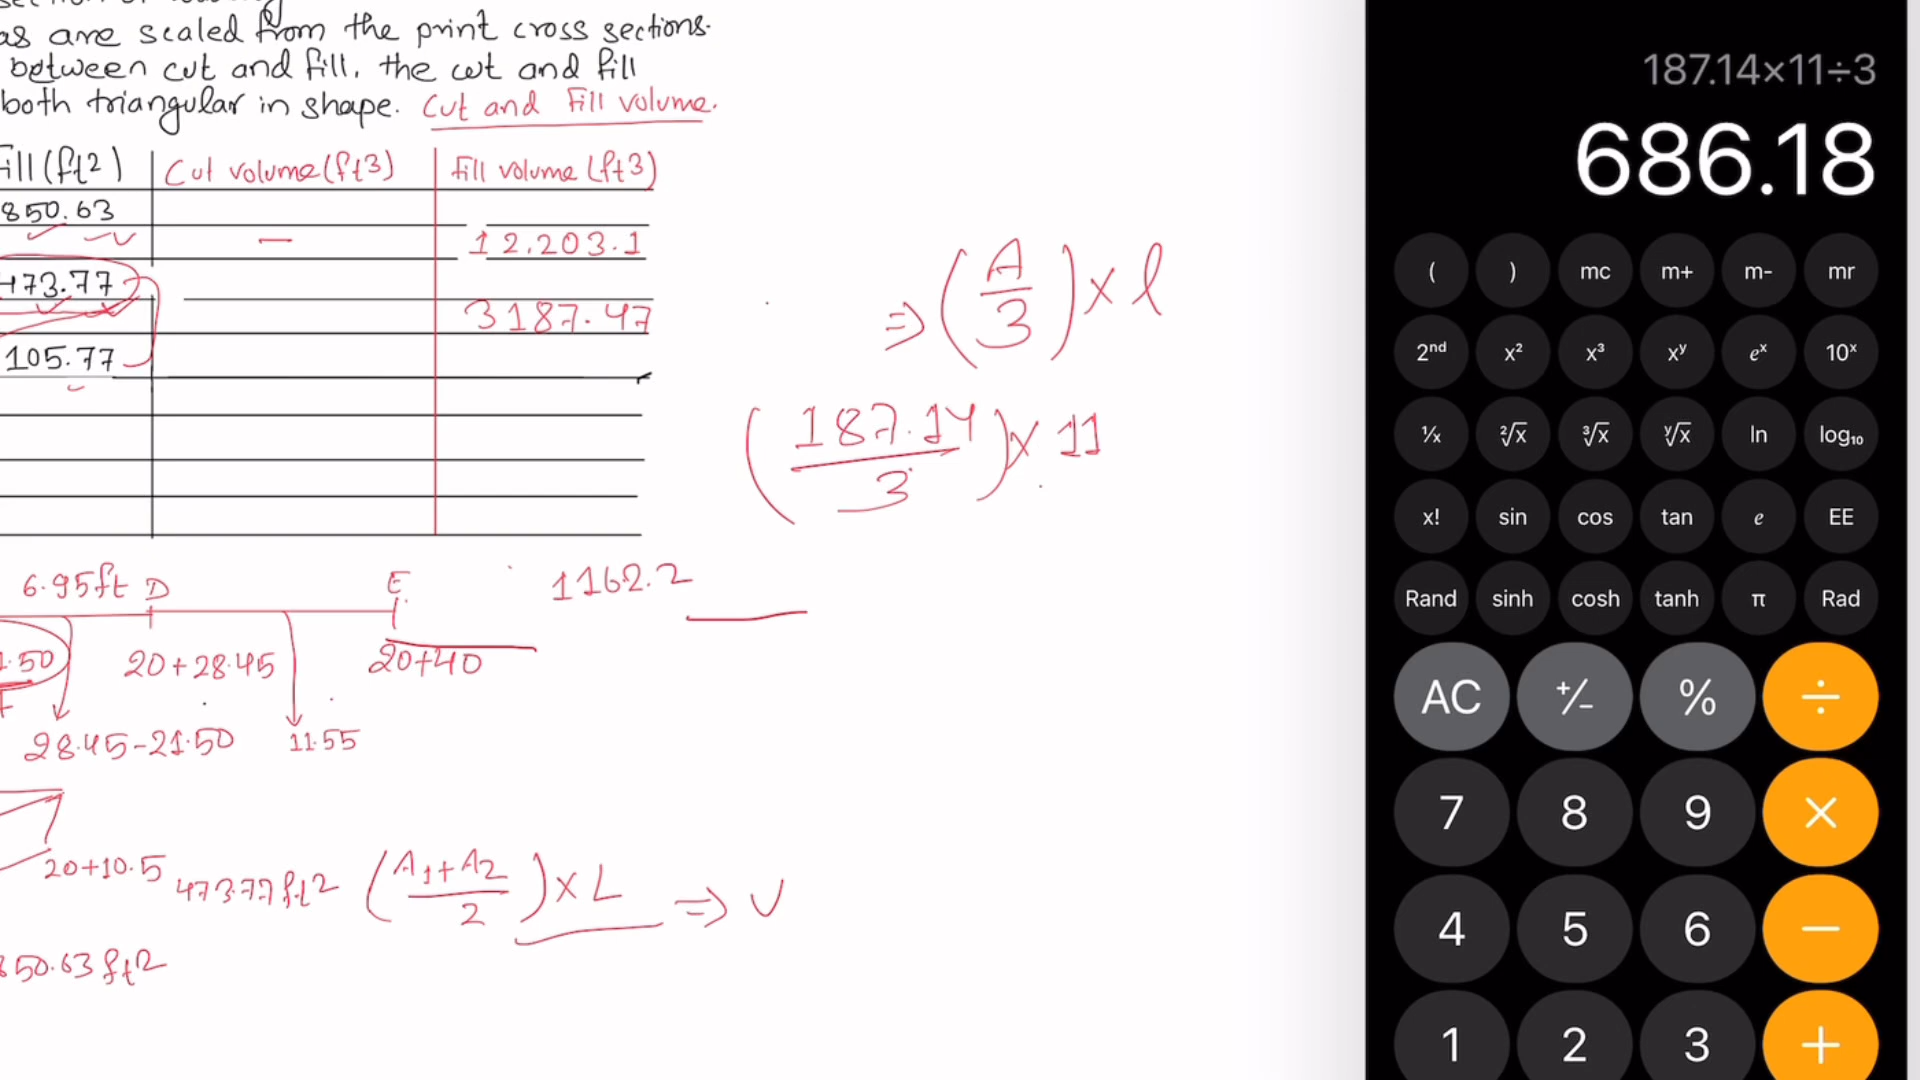 as are scaled from the print cross sections.
between cut and fill, the cut and fill
both triangular in shape. Cut and Fill volume.
Fill (ft2) Cut volume (ft3) Fill volume (ft3)
850.63
— 12,203.1
473.77
3187.47
105.77
⇒ (A/3) × l
(187.14/3) × 11
6.95ft D E 1162.2
1.50 20+28.45 20+40
28.45-21.50 11.55
20+10.5 473.77ft2 (A1+A2/2) × L ⇒ V
850.63 ft2
187.14×11÷3
686.18
( ) mc m+ m- mr
2nd x² x³ xʸ eˣ 10ˣ
¹/x ²√x ³√x ʸ√x ln log₁₀
x! sin cos tan e EE
Rand sinh cosh tanh π Rad
AC +/- % ÷
7 8 9 ×
4 5 6 −
1 2 3 +